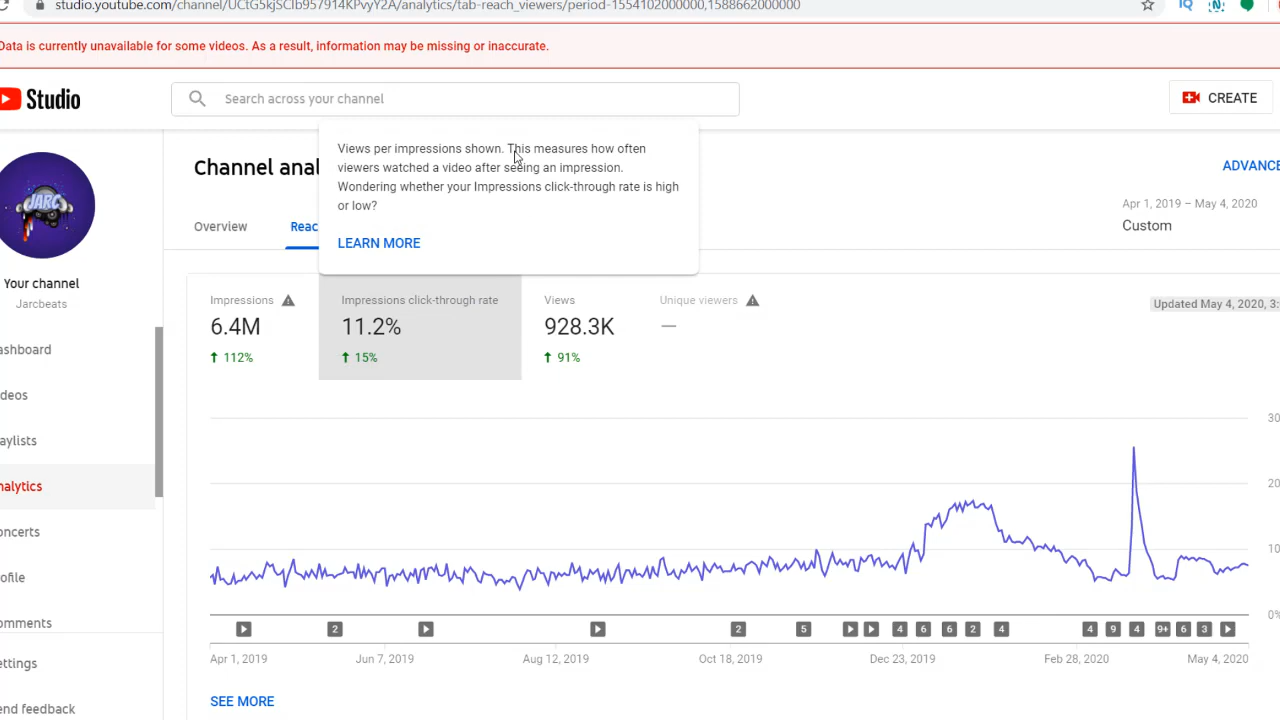 studio.youtube.com/channel/UCtG5kjSCIb957914KPvyY2A/analytics/tab-reach_viewers/period-1554102000000,1588662000000
Data is currently unavailable for some videos. As a result, information may be missing or inaccurate.
Studio
Search across your channel
CREATE
Views per impressions shown. This measures how often
viewers watched a video after seeing an impression.
Wondering whether your Impressions click-through rate is high
or low?
LEARN MORE
Channel anal
ADVANCE
Apr 1, 2019 – May 4, 2020
Custom
Overview
Reac
JARC
Your channel
Jarcbeats
ashboard
deos
aylists
nalytics
oncerts
ofile
omments
ettings
end feedback
Impressions
6.4M
112%
Impressions click-through rate
11.2%
15%
Views
928.3K
91%
Unique viewers
—
Updated May 4, 2020, 3:
30
20
10
0%
2 2 5 4 6 6 2 4 4 9 4 9+ 6 3
Apr 1, 2019 Jun 7, 2019 Aug 12, 2019 Oct 18, 2019 Dec 23, 2019 Feb 28, 2020 May 4, 2020
SEE MORE